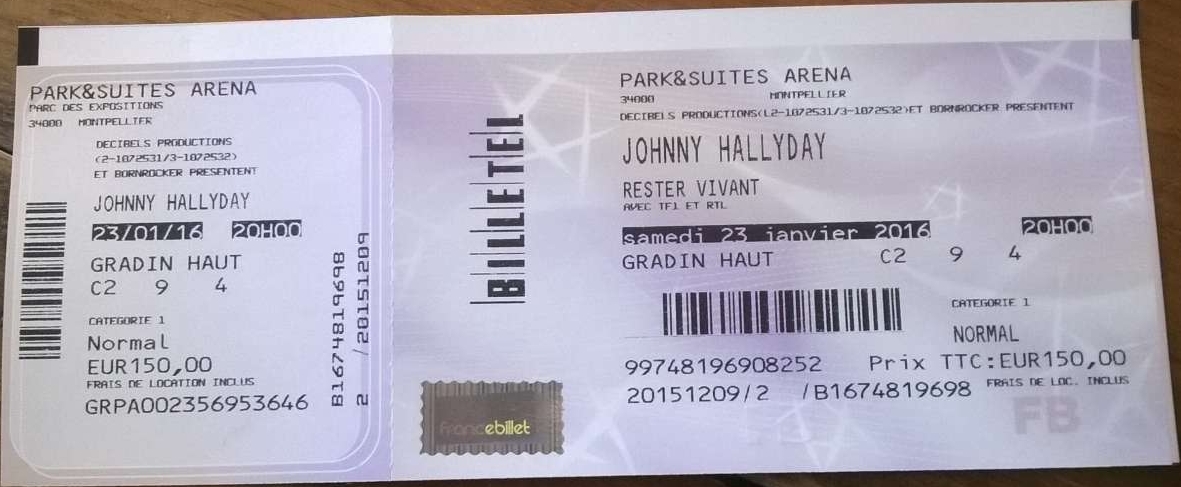 PARK&SUITES ARENA
PARC DES EXPOSITIONS
34000 MONTPELLIER
DECIBELS PRODUCTIONS
(2-1072531/3-1072532)
ET BORNROCKER PRESENTENT
JOHNNY HALLYDAY
23/01/16 20H00
GRADIN HAUT
C2 9 4
CATEGORIE 1
Normal
EUR150,00
FRAIS DE LOCATION INCLUS
GRPA002356953646
B1674819698
2 /20151209
BILLETEL
francebillet
PARK&SUITES ARENA
34000 MONTPELLIER
DECIBELS PRODUCTIONS(L2-1072531/3-1072532)ET BORNROCKER PRESENTENT
JOHNNY HALLYDAY
RESTER VIVANT
AVEC TF1 ET RTL
samedi 23 janvier 2016 20H00
GRADIN HAUT C2 9 4
CATEGORIE 1
NORMAL
99748196908252 Prix TTC:EUR150,00
20151209/2 /B1674819698 FRAIS DE LOC. INCLUS
FB